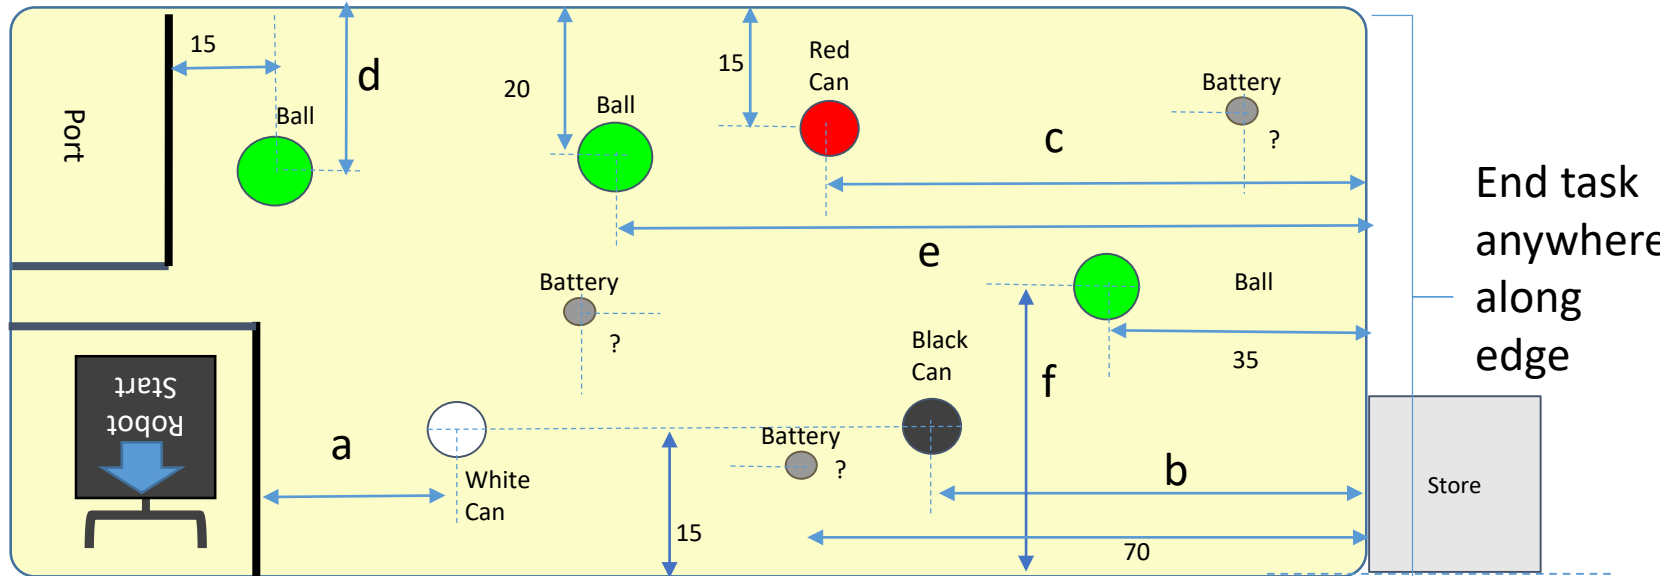 15
d
20
15
Red
Can
Battery
?
Port
Ball
Ball
c
End task
anywhere
along
edge
e
Battery
?
Ball
35
Black
Can
f
Robot
Start
a
White
Can
15
Battery
?
b
Store
70